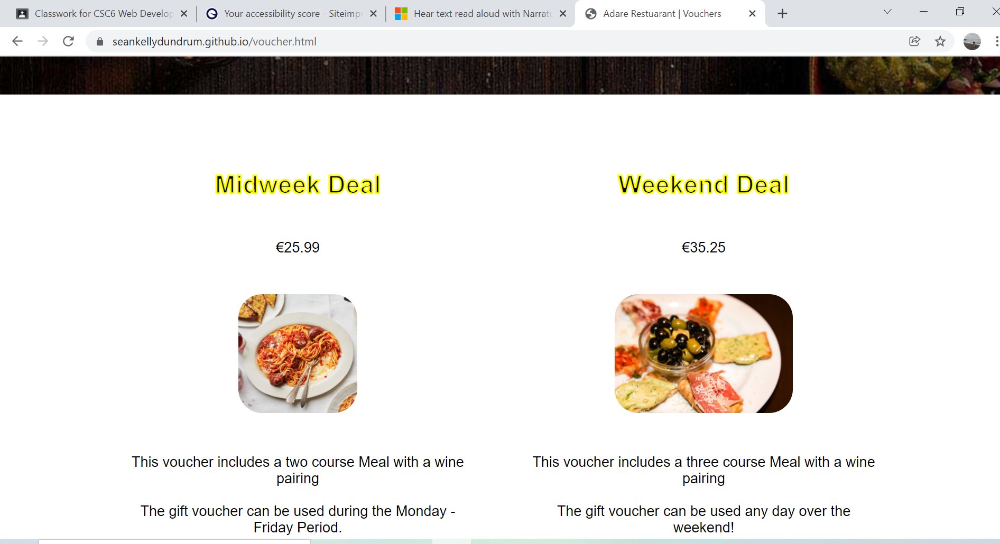 Classwork for CSC6 Web Develop
Your accessibility score - Siteimpr
Hear text read aloud with Narrato
Adare Restuarant | Vouchers
seankellydundrum.github.io/voucher.html
Midweek Deal
Weekend Deal
€25.99
€35.25
This voucher includes a two course Meal with a wine
pairing
The gift voucher can be used during the Monday -
Friday Period.
This voucher includes a three course Meal with a wine
pairing
The gift voucher can be used any day over the
weekend!